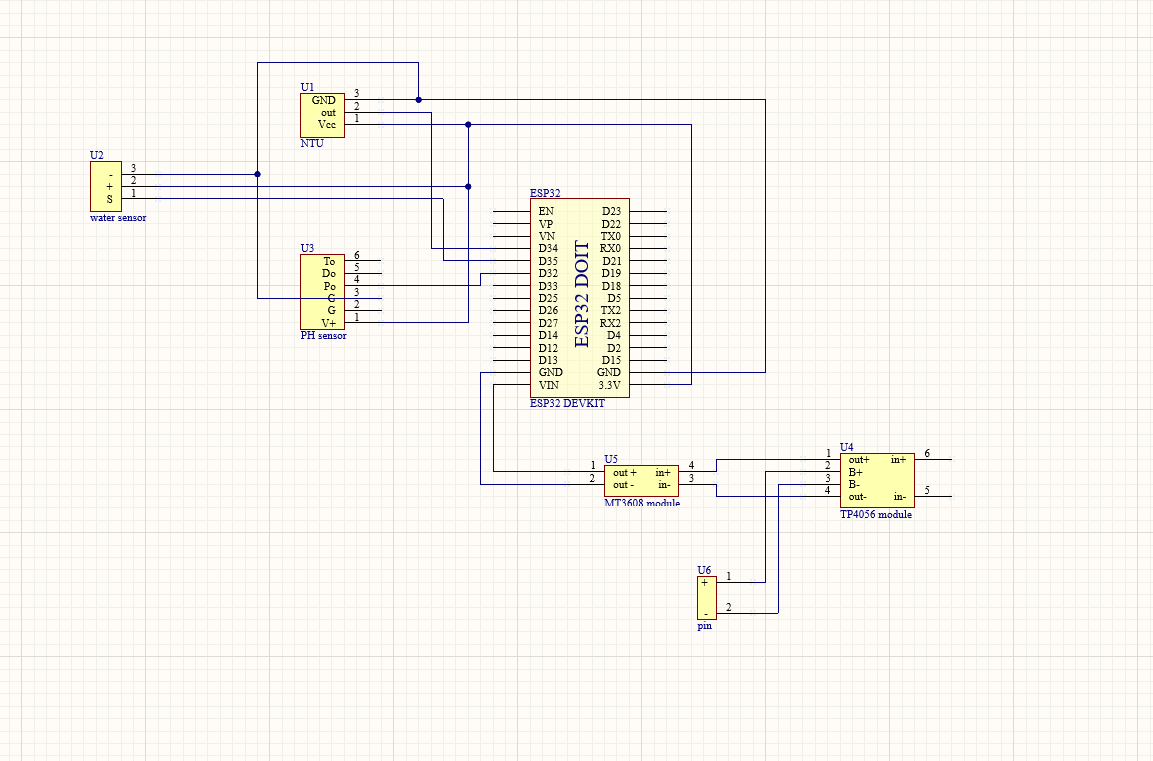 U1
GND 3
out 2
Vcc 1
NTU
U2
- 3
+ 2
S 1
water sensor
U3
To 6
Do 5
Po 4
G 3
G 2
V+ 1
PH sensor
ESP32
EN D23
VP D22
VN TX0
D34 RX0
D35 D21
D32 D19
D33 D18
D25 D5
D26 TX2
D27 RX2
D14 D4
D12 D2
D13 D15
GND GND
VIN 3.3V
ESP32 DOIT
ESP32 DEVKIT
U5
1 out + in+ 4
2 out - in- 3
MT3608 module
U4
1 out+ in+ 6
2 B+
3 B-
4 out- in- 5
TP4056 module
U6
+ 1
- 2
pin